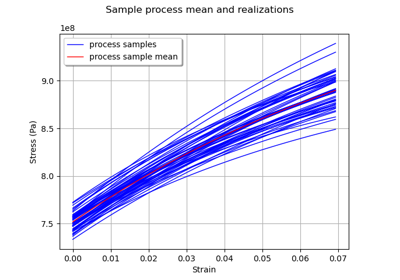 Sample process mean and realizations
1e8
process samples
process sample mean
9.0
8.5
8.0
7.5
Stress (Pa)
0.00 0.01 0.02 0.03 0.04 0.05 0.06 0.07
Strain